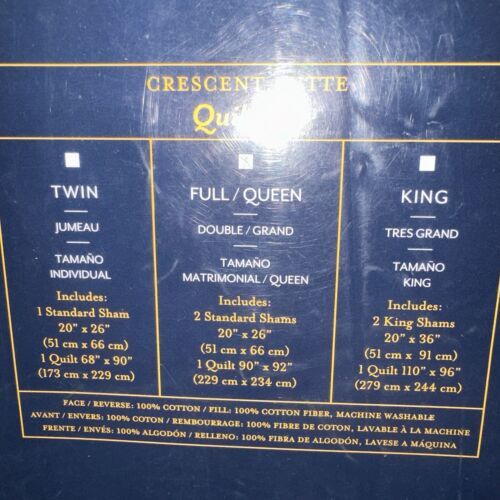 CRESCENT
TWIN
JUMEAU
TAMAÑO
INDIVIDUAL
Includes:
1 Standard Sham
20" x 26"
(51 cm x 66 cm)
1 Quilt 68" x 90"
(173 cm x 229 cm)
FULL / QUEEN
DOUBLE / GRAND
TAMAÑO
MATRIMONIAL / QUEEN
Includes:
2 Standard Shams
20" x 26"
(51 cm x 66 cm)
1 Quilt 90" x 92"
(229 cm x 234 cm)
KING
TRES GRAND
TAMAÑO
KING
Includes:
2 King Shams
20" x 36"
(51 cm x 91 cm)
1 Quilt 110" x 96"
(279 cm x 244 cm)
FACE / REVERSE: 100% COTTON / FILL: 100% COTTON FIBER, MACHINE WASHABLE
AVANT / ENVERS: 100% COTON / REMBOURRAGE: 100% FIBRE DE COTON, LAVABLE À LA MACHINE
FRENTE / ENVÉS: 100% ALGODÓN / RELLENO: 100% FIBRA DE ALGODÓN, LAVESE A MÁQUINA